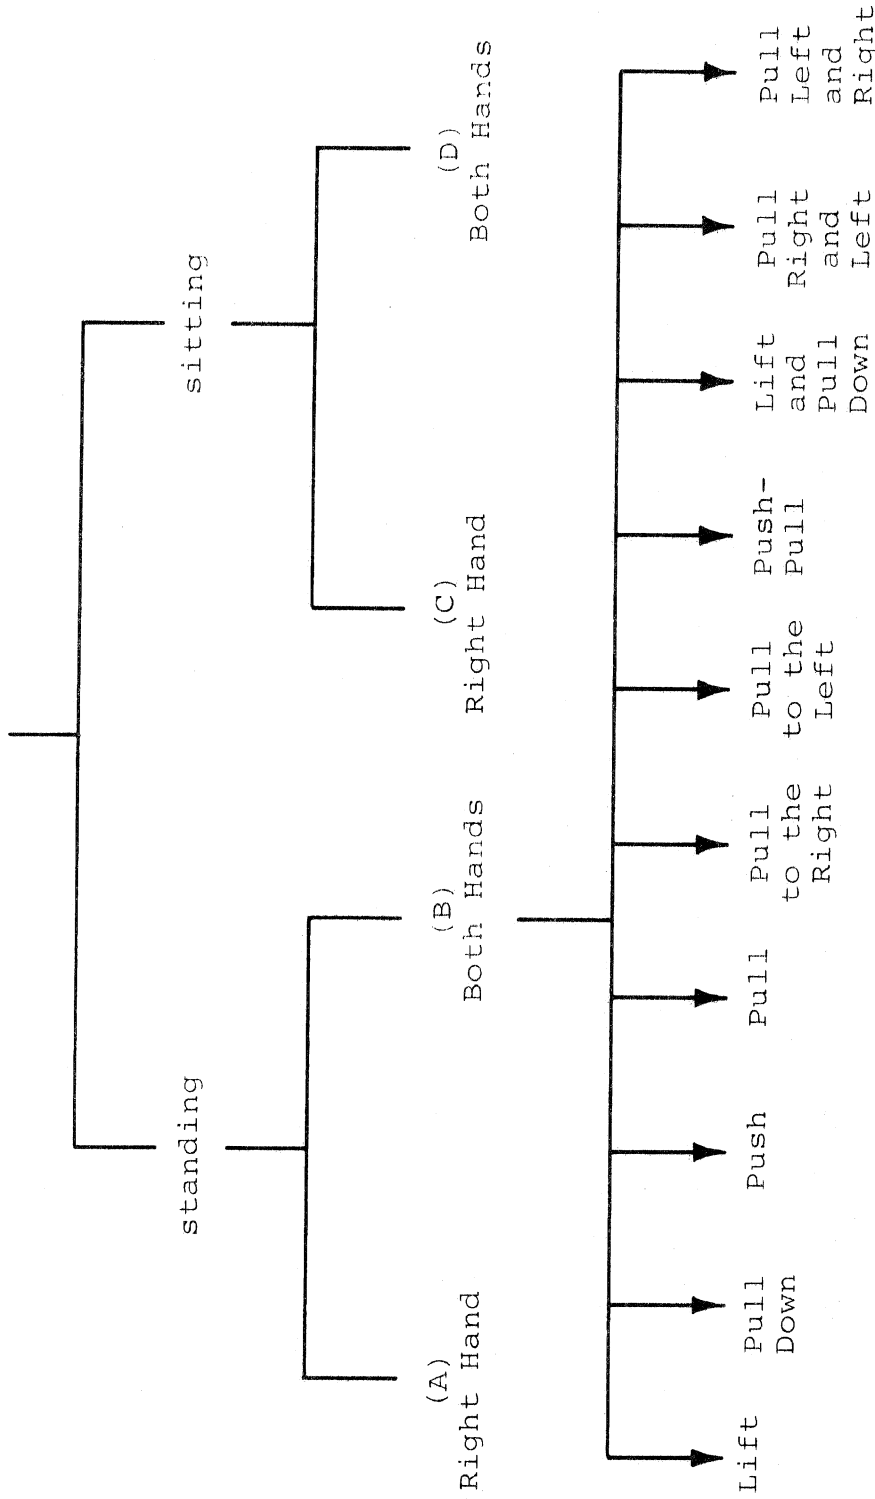 standing
sitting
(A)
Right Hand
(B)
Both Hands
(C)
Right Hand
(D)
Both Hands
Lift
Pull
Down
Push
Pull
Pull
to the
Right
Pull
to the
Left
Push-
Pull
Lift
and
Pull
Down
Pull
Right
and
Left
Pull
Left
and
Right